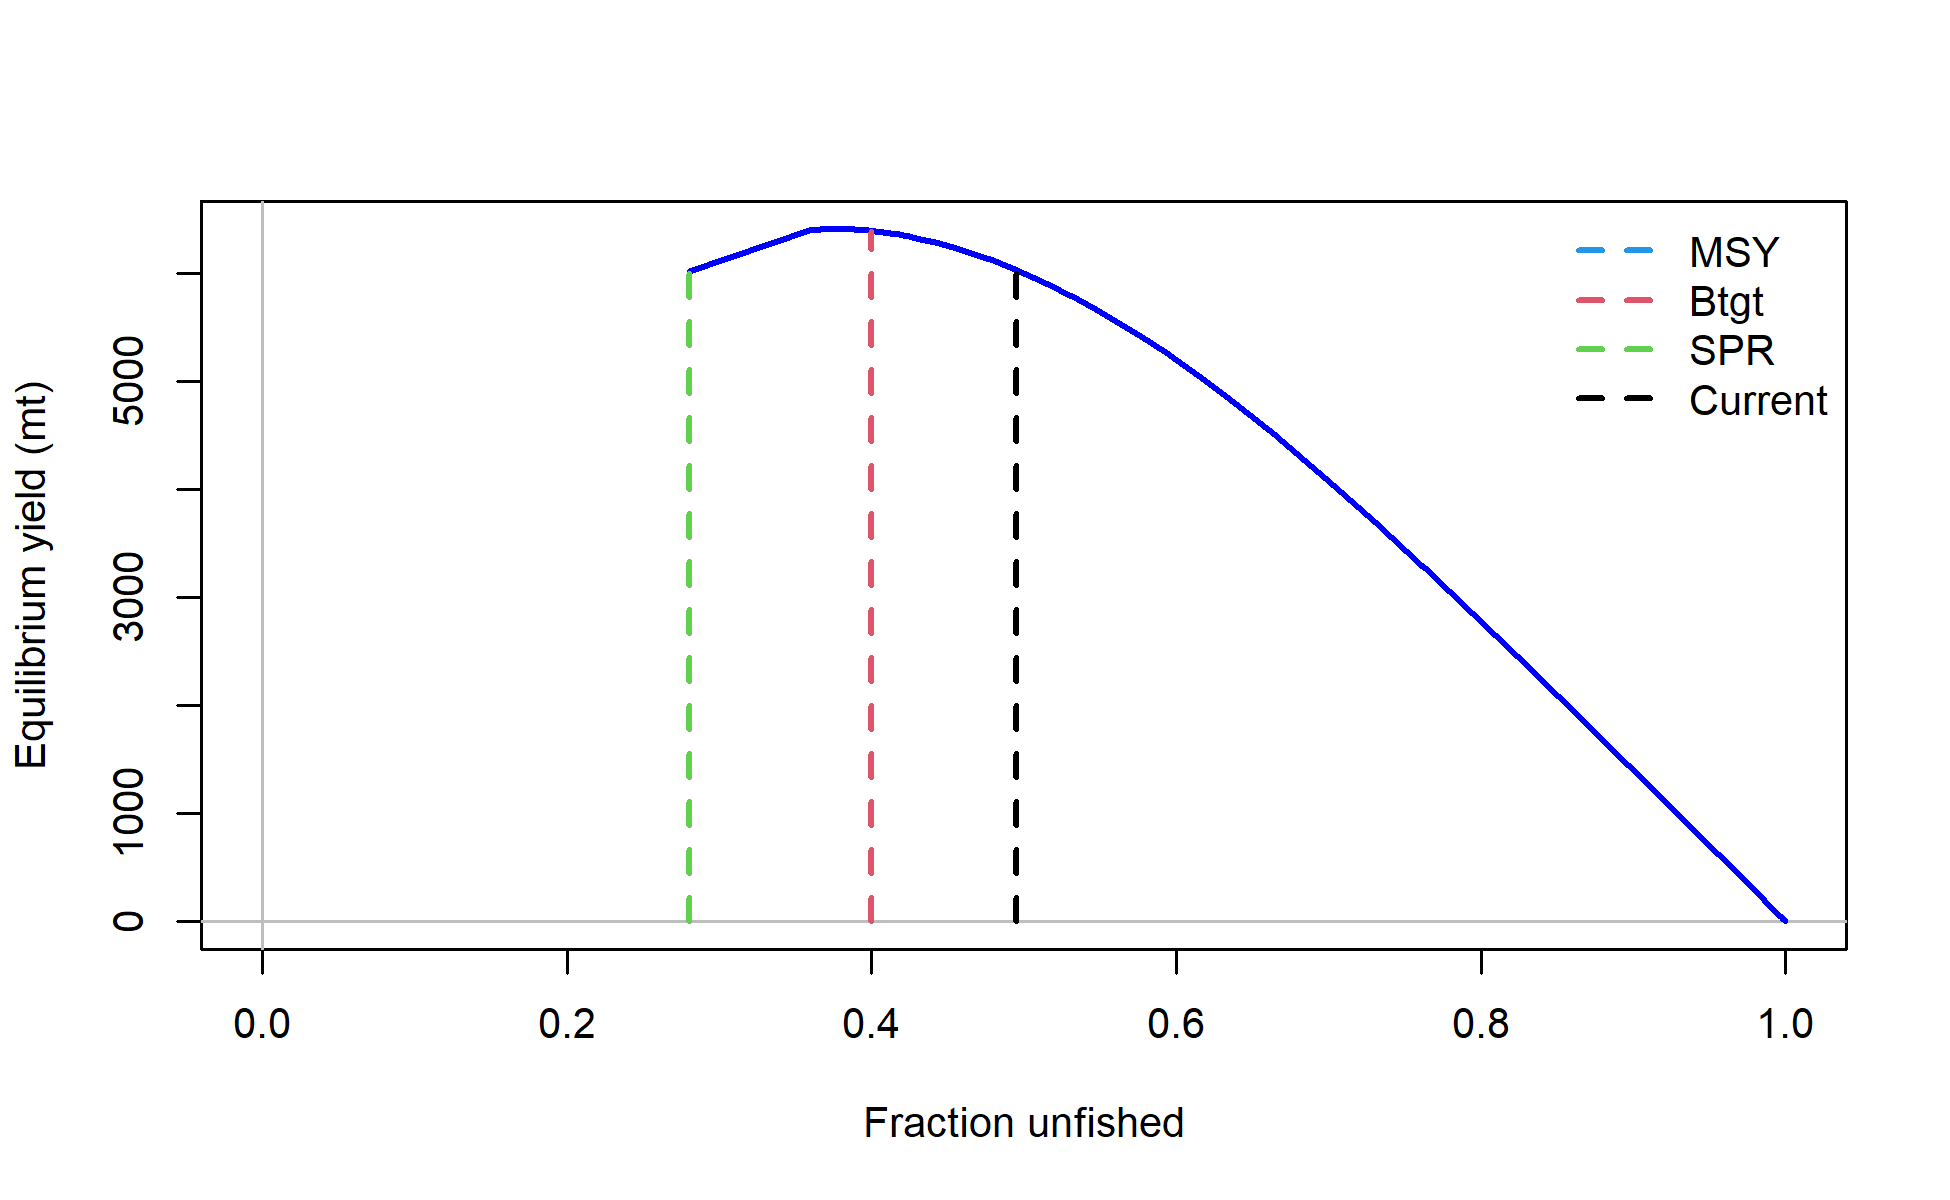 MSY
Btgt
SPR
Current
Equilibrium yield (mt)
5000
3000
1000
0
0.0 0.2 0.4 0.6 0.8 1.0
Fraction unfished